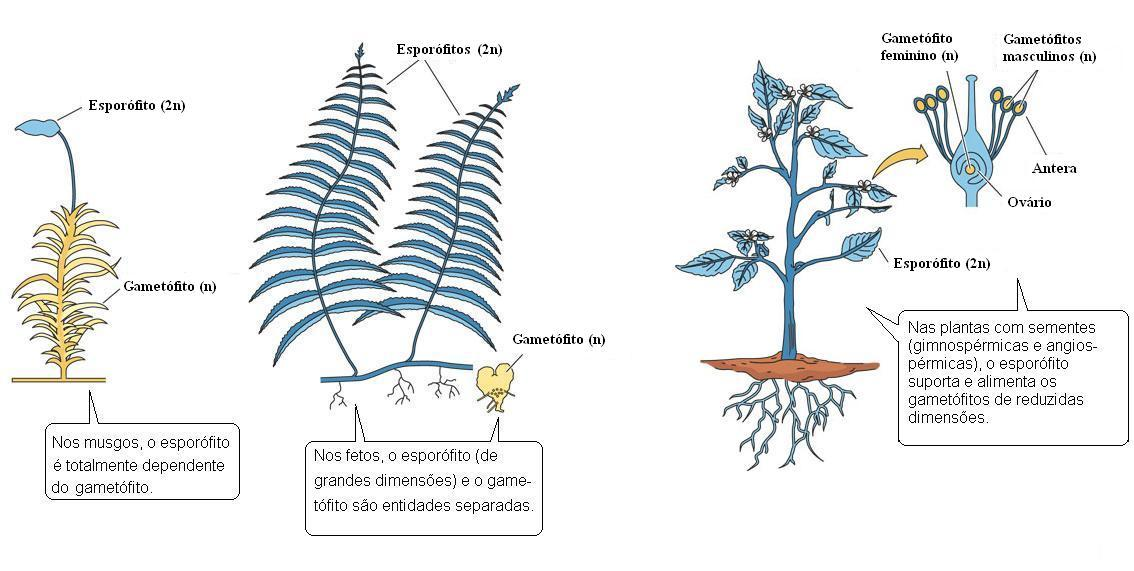 Esporófito (2n)
Gametófito (n)
Nos musgos, o esporófito
é totalmente dependente
do gametófito.
Esporófitos (2n)
Gametófito (n)
Nos fetos, o esporófito (de
grandes dimensões) e o game-
tófito são entidades separadas.
Gametófito
feminino (n)
Gametófitos
masculinos (n)
Antera
Ovário
Esporófito (2n)
Nas plantas com sementes
(gimnospérmicas e angios-
pérmicas), o esporófito
suporta e alimenta os
gametófitos de reduzidas
dimensões.